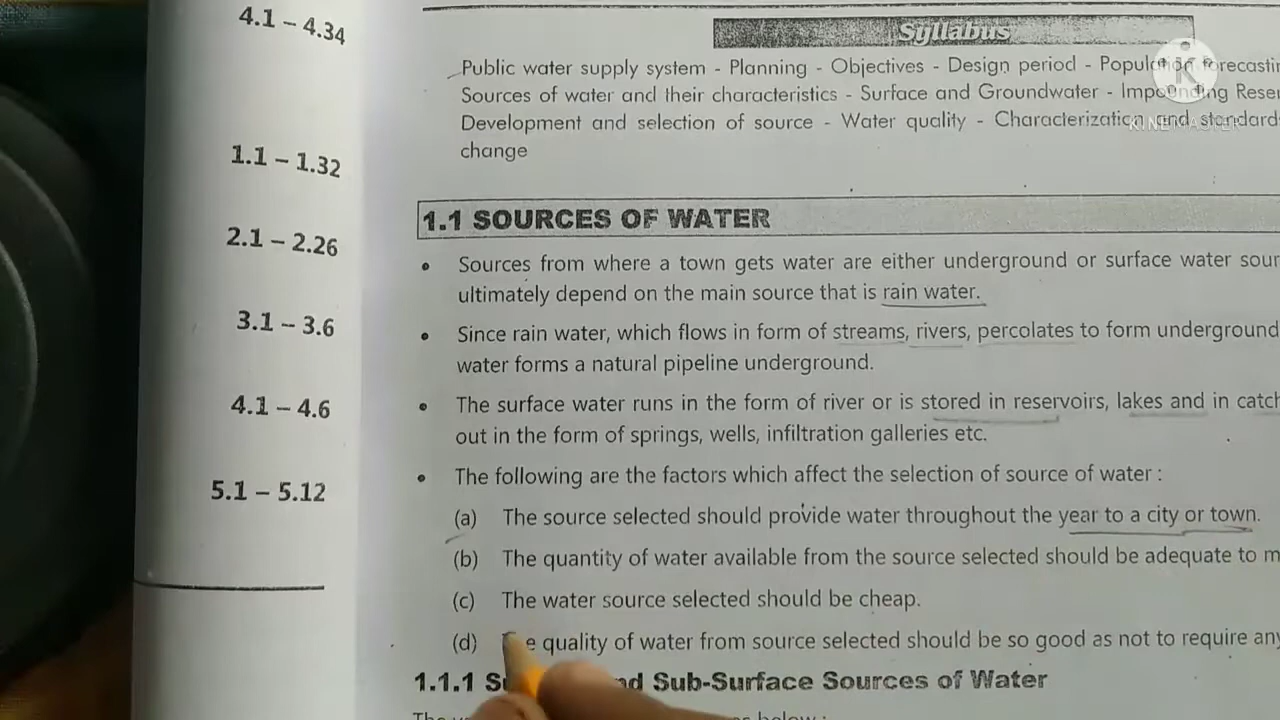 4.1 – 4.34
1.1 – 1.32
2.1 – 2.26
3.1 – 3.6
4.1 – 4.6
5.1 – 5.12
Syllabus
Public water supply system - Planning - Objectives - Design period - Population
Sources of water and their characteristics - Surface and Groundwater - Impounding
Development and selection of source - Water quality - Characterization and
change
K
KINEMASTER
1.1 SOURCES OF WATER
Sources from where a town gets water are either underground or surface water
ultimately depend on the main source that is rain water.
Since rain water, which flows in form of streams, rivers, percolates to form underground
water forms a natural pipeline underground.
The surface water runs in the form of river or is stored in reservoirs, lakes and in
out in the form of springs, wells, infiltration galleries etc.
The following are the factors which affect the selection of source of water :
(a) The source selected should provide water throughout the year to a city or town.
(b) The quantity of water available from the source selected should be adequate to
(c) The water source selected should be cheap.
(d) quality of water from source selected should be so good as not to require
1.1.1 Sub-Surface Sources of Water